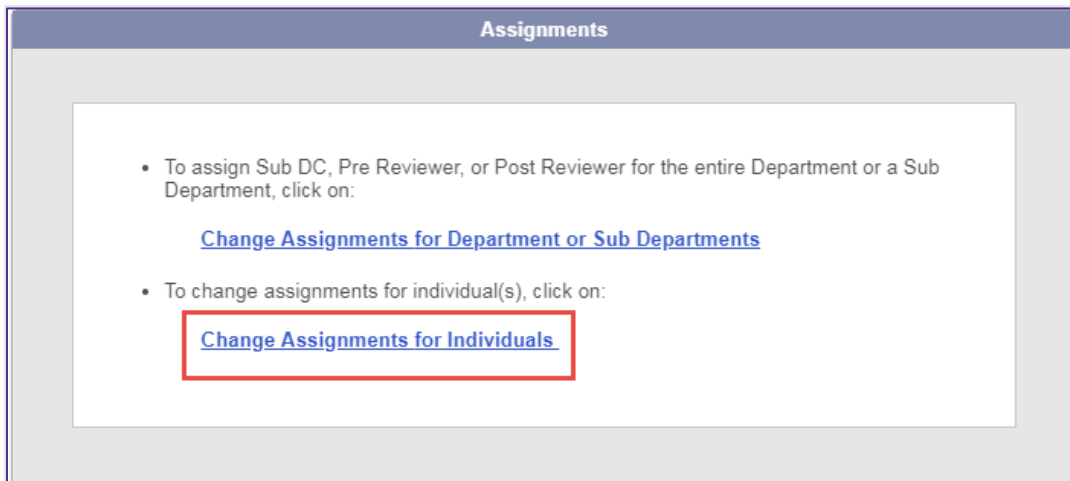 Assignments
• To assign Sub DC, Pre Reviewer, or Post Reviewer for the entire Department or a Sub
Department, click on:
Change Assignments for Department or Sub Departments
• To change assignments for individual(s), click on:
Change Assignments for Individuals